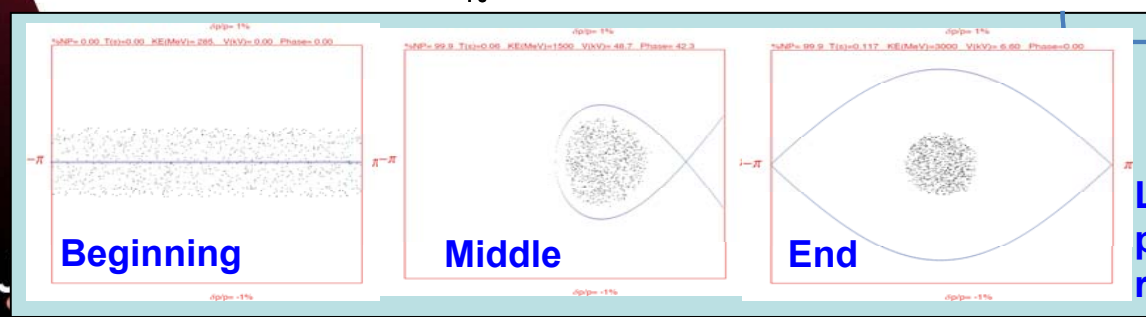 δp/p= 1%
%NP= 0.00 T(s)=0.00 KE(MeV)= 285, V(kV)= 0.00 Phase= 0.00
−π
π
Beginning
δp/p= -1%
δp/p= 1%
%NP= 99.9 T(s)=0.06 KE(MeV)=1500 V(kV)= 48.7 Phase= 42.3
−π
Middle
δp/p= -1%
δp/p= 1%
%NP= 99.9 T(s)=0.117 KE(MeV)=3000 V(kV)= 6.60 Phase=0.00
−π
π
End
δp/p= -1%